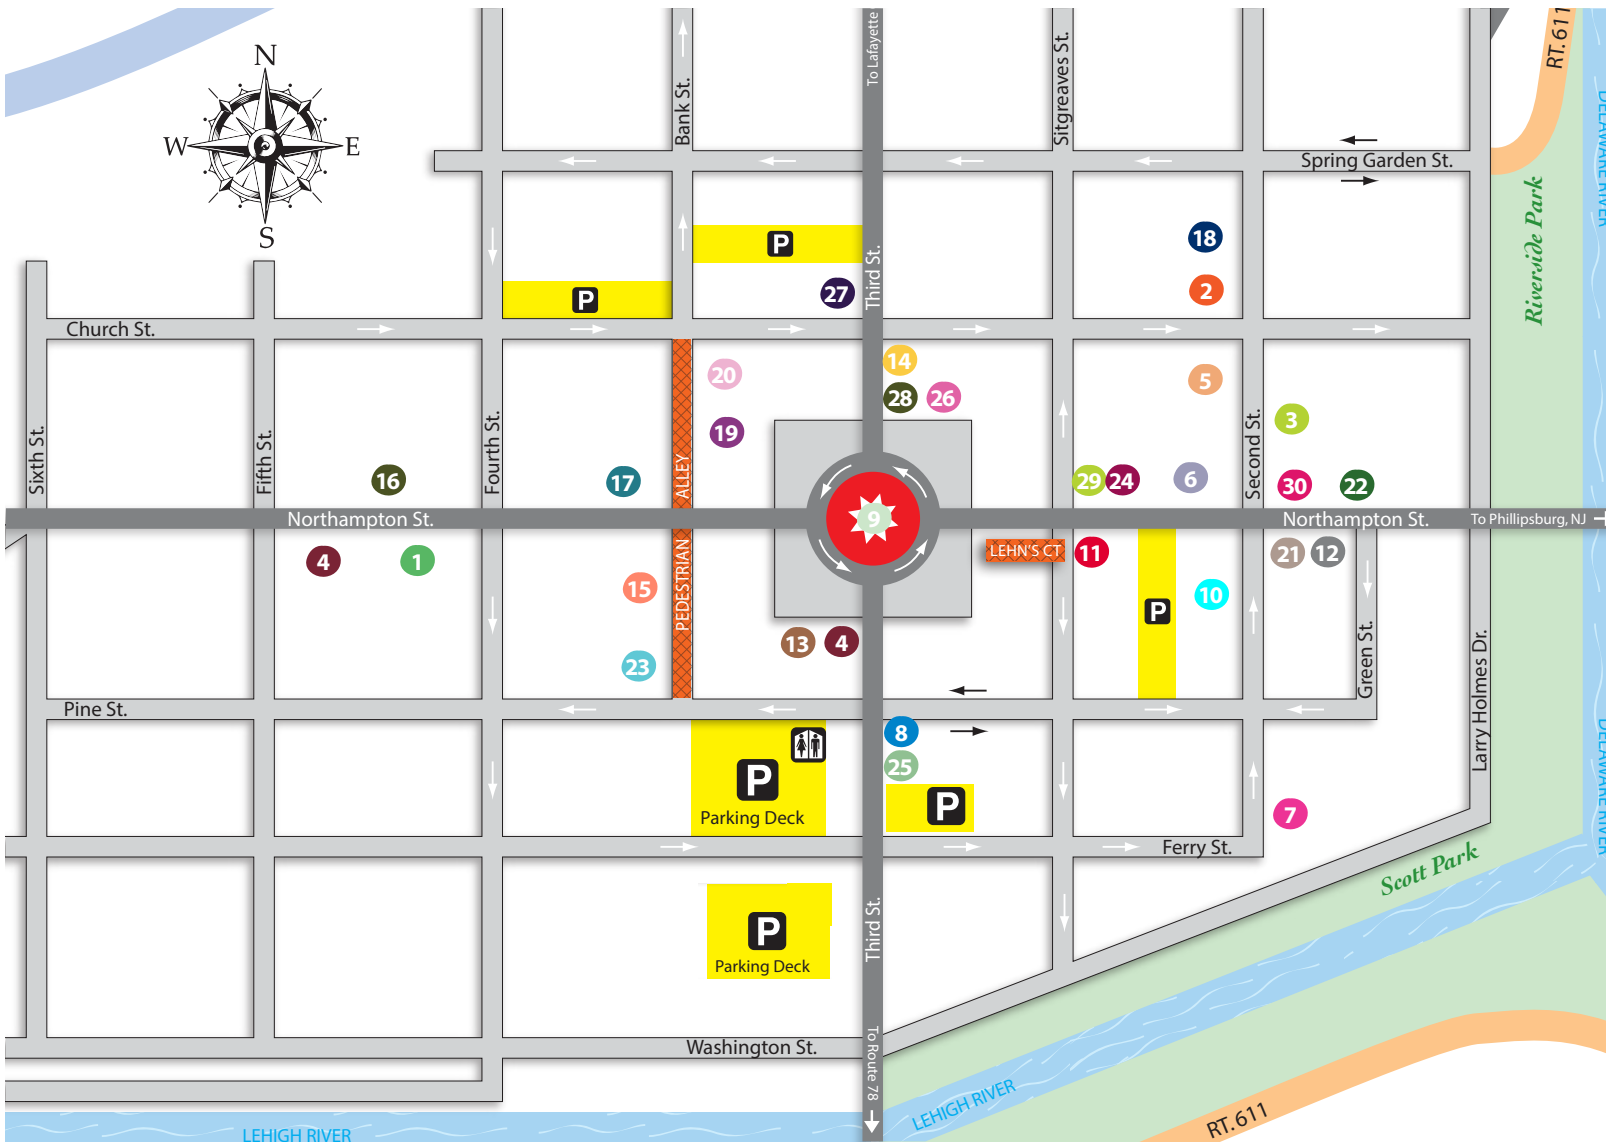 N
W
E
S
RT. 611
DELAWARE RIVER
To Lafayette
Bank St.
Sitgreaves St.
Spring Garden St.
Riverside Park
18
P
2
27
Third St.
P
Church St.
14
20
5
28
26
3
19
Sixth St.
Fifth St.
Fourth St.
Second St.
16
17
ALLEY
29
24
6
30
22
Northampton St.
9
Northampton St.
To Phillipsburg, NJ
4
1
LEHN'S CT
11
21
12
15
PEDESTRIAN
10
P
13
4
23
Green St.
Larry Holmes Dr.
Pine St.
8
25
P
Parking Deck
P
7
DELAWARE RIVER
Ferry St.
Scott Park
P
Parking Deck
Third St.
Washington St.
To Route 78
LEHIGH RIVER
LEHIGH RIVER
RT. 611